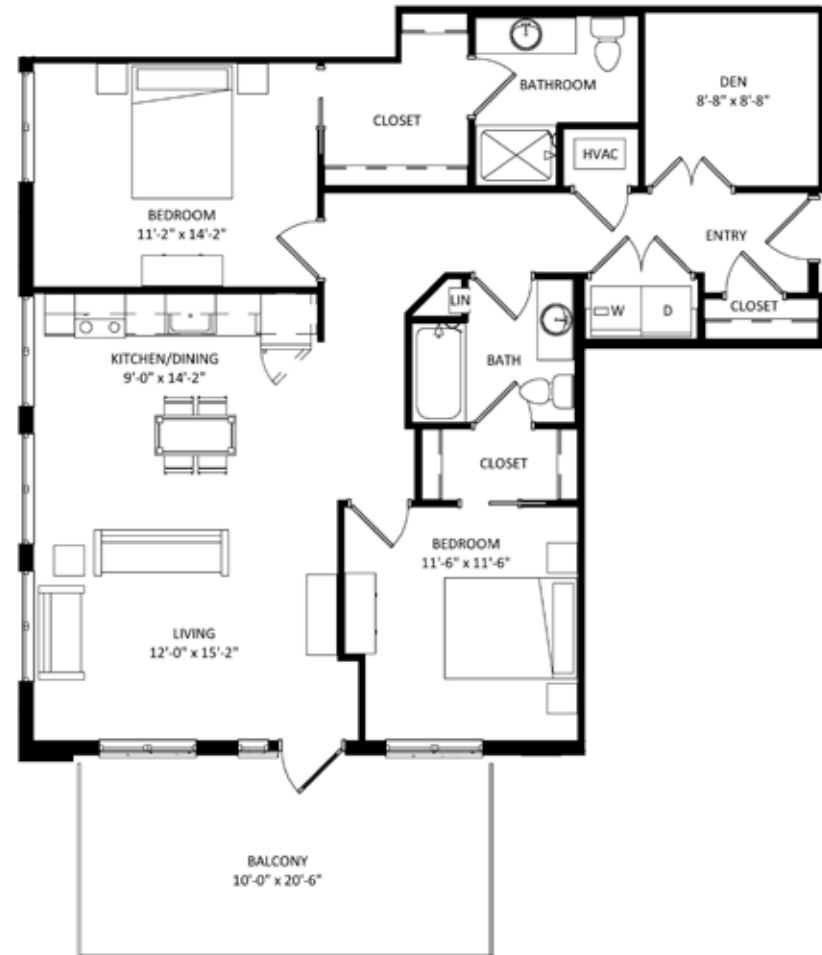 BATHROOM
DEN
8'-8" x 8'-8"
CLOSET
HVAC
BEDROOM
11'-2" x 14'-2"
ENTRY
LIN
W
D
CLOSET
KITCHEN/DINING
9'-0" x 14'-2"
BATH
CLOSET
BEDROOM
11'-6" x 11'-6"
LIVING
12'-0" x 15'-2"
BALCONY
10'-0" x 20'-6"